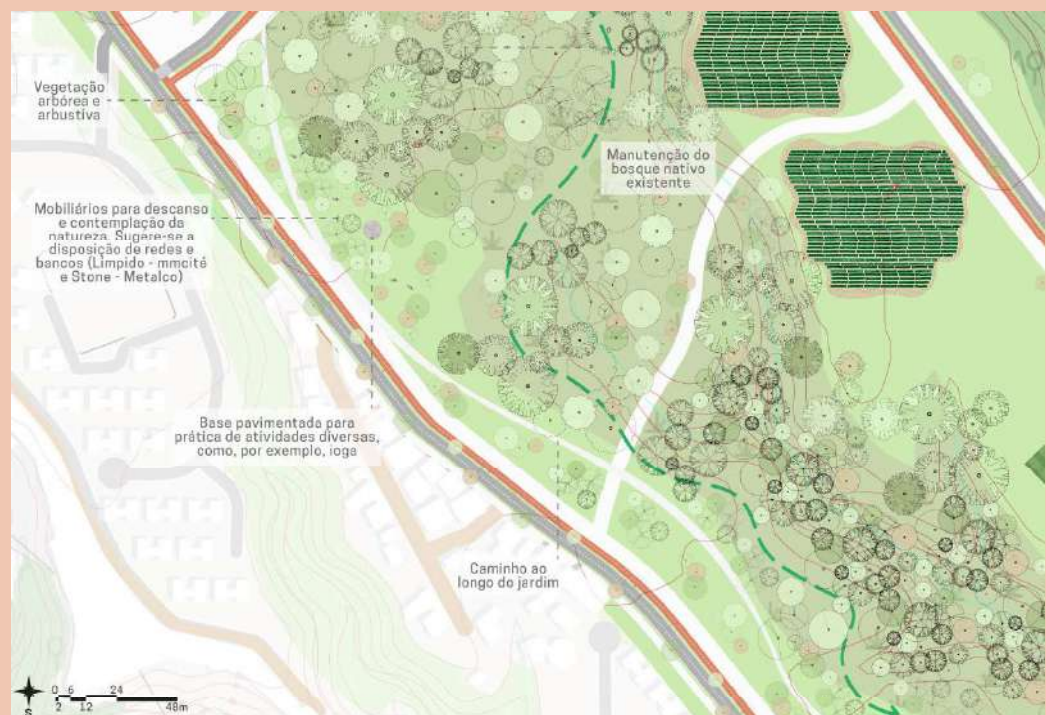 Vegetação
arbórea e
arbustiva
Manutenção do
bosque nativo
existente
Mobiliários para descanso
e contemplação da
natureza. Sugere-se a
disposição de redes e
bancos (Limpido - mmcité
e Stone - Metalco)
Base pavimentada para
prática de atividades diversas,
como, por exemplo, ioga
Caminho ao
longo do jardim
0 6 24
2 12 48m
S